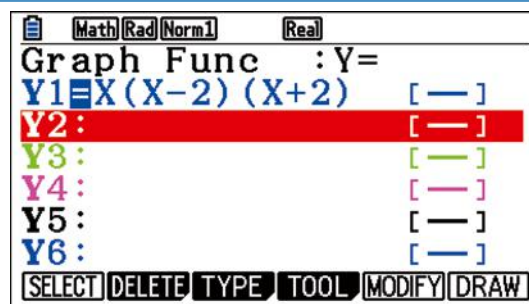 Math Rad Norm1 Real
Graph Func :Y=
Y1=X(X−2)(X+2) [—]
Y2: [—]
Y3: [—]
Y4: [—]
Y5: [—]
Y6: [—]
SELECT DELETE TYPE TOOL MODIFY DRAW